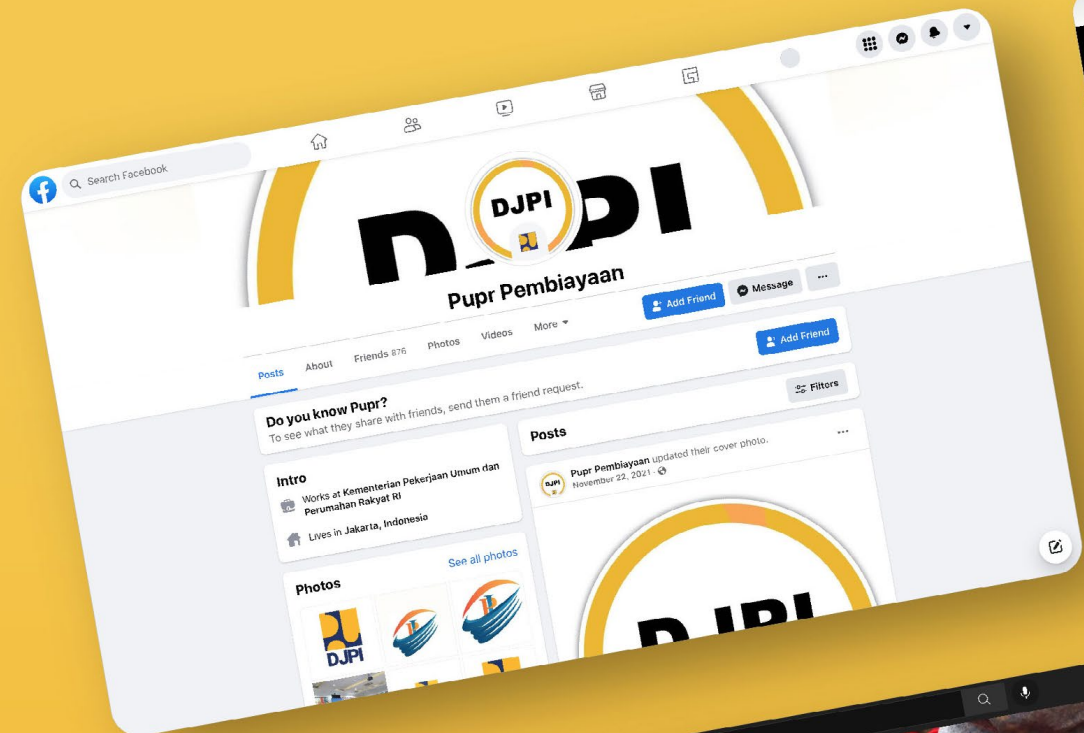 Search Facebook
DJPI
DJPI
Pupr Pembiayaan
Posts
About
Friends 876
Photos
Videos
More
Add Friend
Message
Do you know Pupr?
To see what they share with friends, send them a friend request.
Add Friend
Intro
Works at Kementerian Pekerjaan Umum dan
Perumahan Rakyat RI
Lives in Jakarta, Indonesia
Photos
See all photos
DJPI
Posts
Filters
DJPI
Pupr Pembiayaan updated their cover photo.
November 22, 2021
DJPI